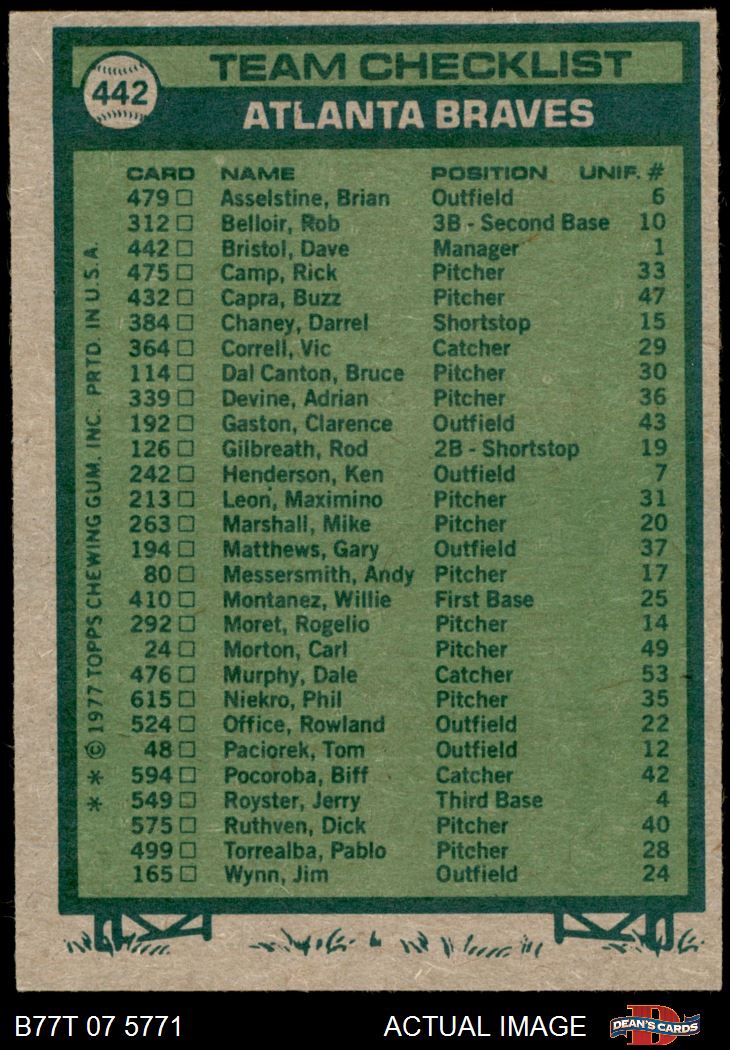 442
TEAM CHECKLIST
ATLANTA BRAVES
CARD NAME POSITION UNIF. #
479 Asselstine, Brian Outfield 6
312 Belloir, Rob 3B - Second Base 10
442 Bristol, Dave Manager 1
475 Camp, Rick Pitcher 33
432 Capra, Buzz Pitcher 47
384 Chaney, Darrel Shortstop 15
364 Correll, Vic Catcher 29
114 Dal Canton, Bruce Pitcher 30
339 Devine, Adrian Pitcher 36
192 Gaston, Clarence Outfield 43
126 Gilbreath, Rod 2B - Shortstop 19
242 Henderson, Ken Outfield 7
213 Leon, Maximino Pitcher 31
263 Marshall, Mike Pitcher 20
194 Matthews, Gary Outfield 37
80 Messersmith, Andy Pitcher 17
410 Montanez, Willie First Base 25
292 Moret, Rogelio Pitcher 14
24 Morton, Carl Pitcher 49
476 Murphy, Dale Catcher 53
615 Niekro, Phil Pitcher 35
524 Office, Rowland Outfield 22
48 Paciorek, Tom Outfield 12
594 Pocoroba, Biff Catcher 42
549 Royster, Jerry Third Base 4
575 Ruthven, Dick Pitcher 40
499 Torrealba, Pablo Pitcher 28
165 Wynn, Jim Outfield 24
* * © 1977 TOPPS CHEWING GUM, INC. PRTD. IN U.S.A.
B77T 07 5771 ACTUAL IMAGE
D
DEAN'S CARDS